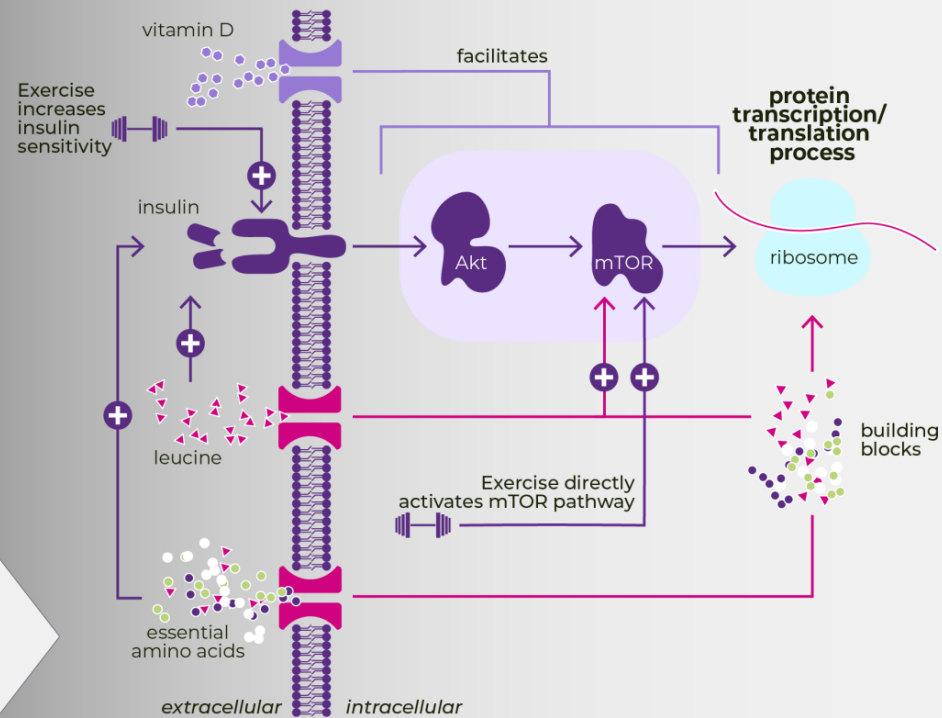 vitamin D
facilitates
Exercise
increases
insulin
sensitivity
protein
transcription/
translation
process
insulin
Akt
mTOR
ribosome
leucine
building
blocks
Exercise directly
activates mTOR pathway
essential
amino acids
extracellular
intracellular